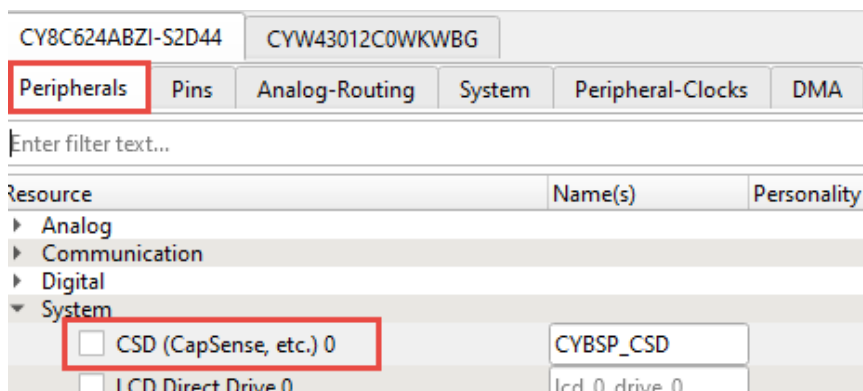 CY8C624ABZI-S2D44 CYW43012C0WKWBG
Peripherals Pins Analog-Routing System Peripheral-Clocks DMA
Enter filter text...
Resource Name(s) Personality
Analog
Communication
Digital
System
CSD (CapSense, etc.) 0 CYBSP_CSD
LCD Direct Drive 0 lcd_0_drive_0